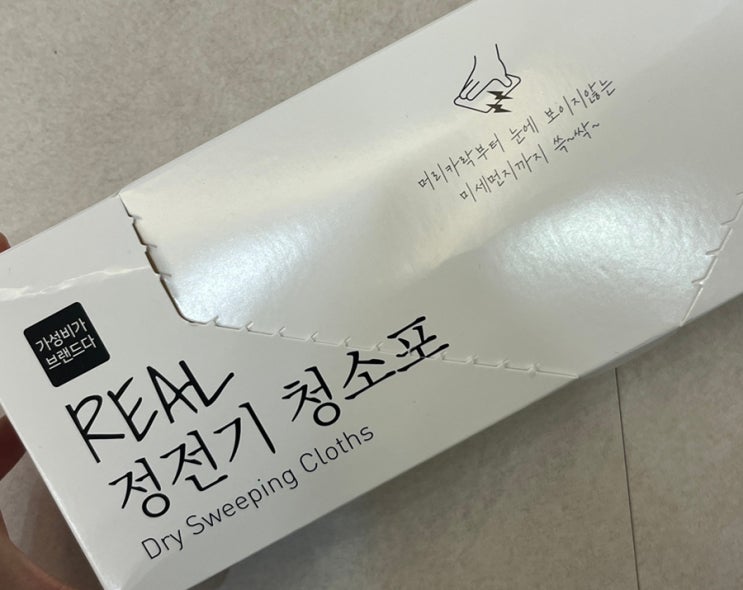 머리카락부터 눈에 보이지않는
미세먼지까지 쓱~싹~
가성비가
브랜드다
REAL
정전기 청소포
Dry Sweeping Cloths